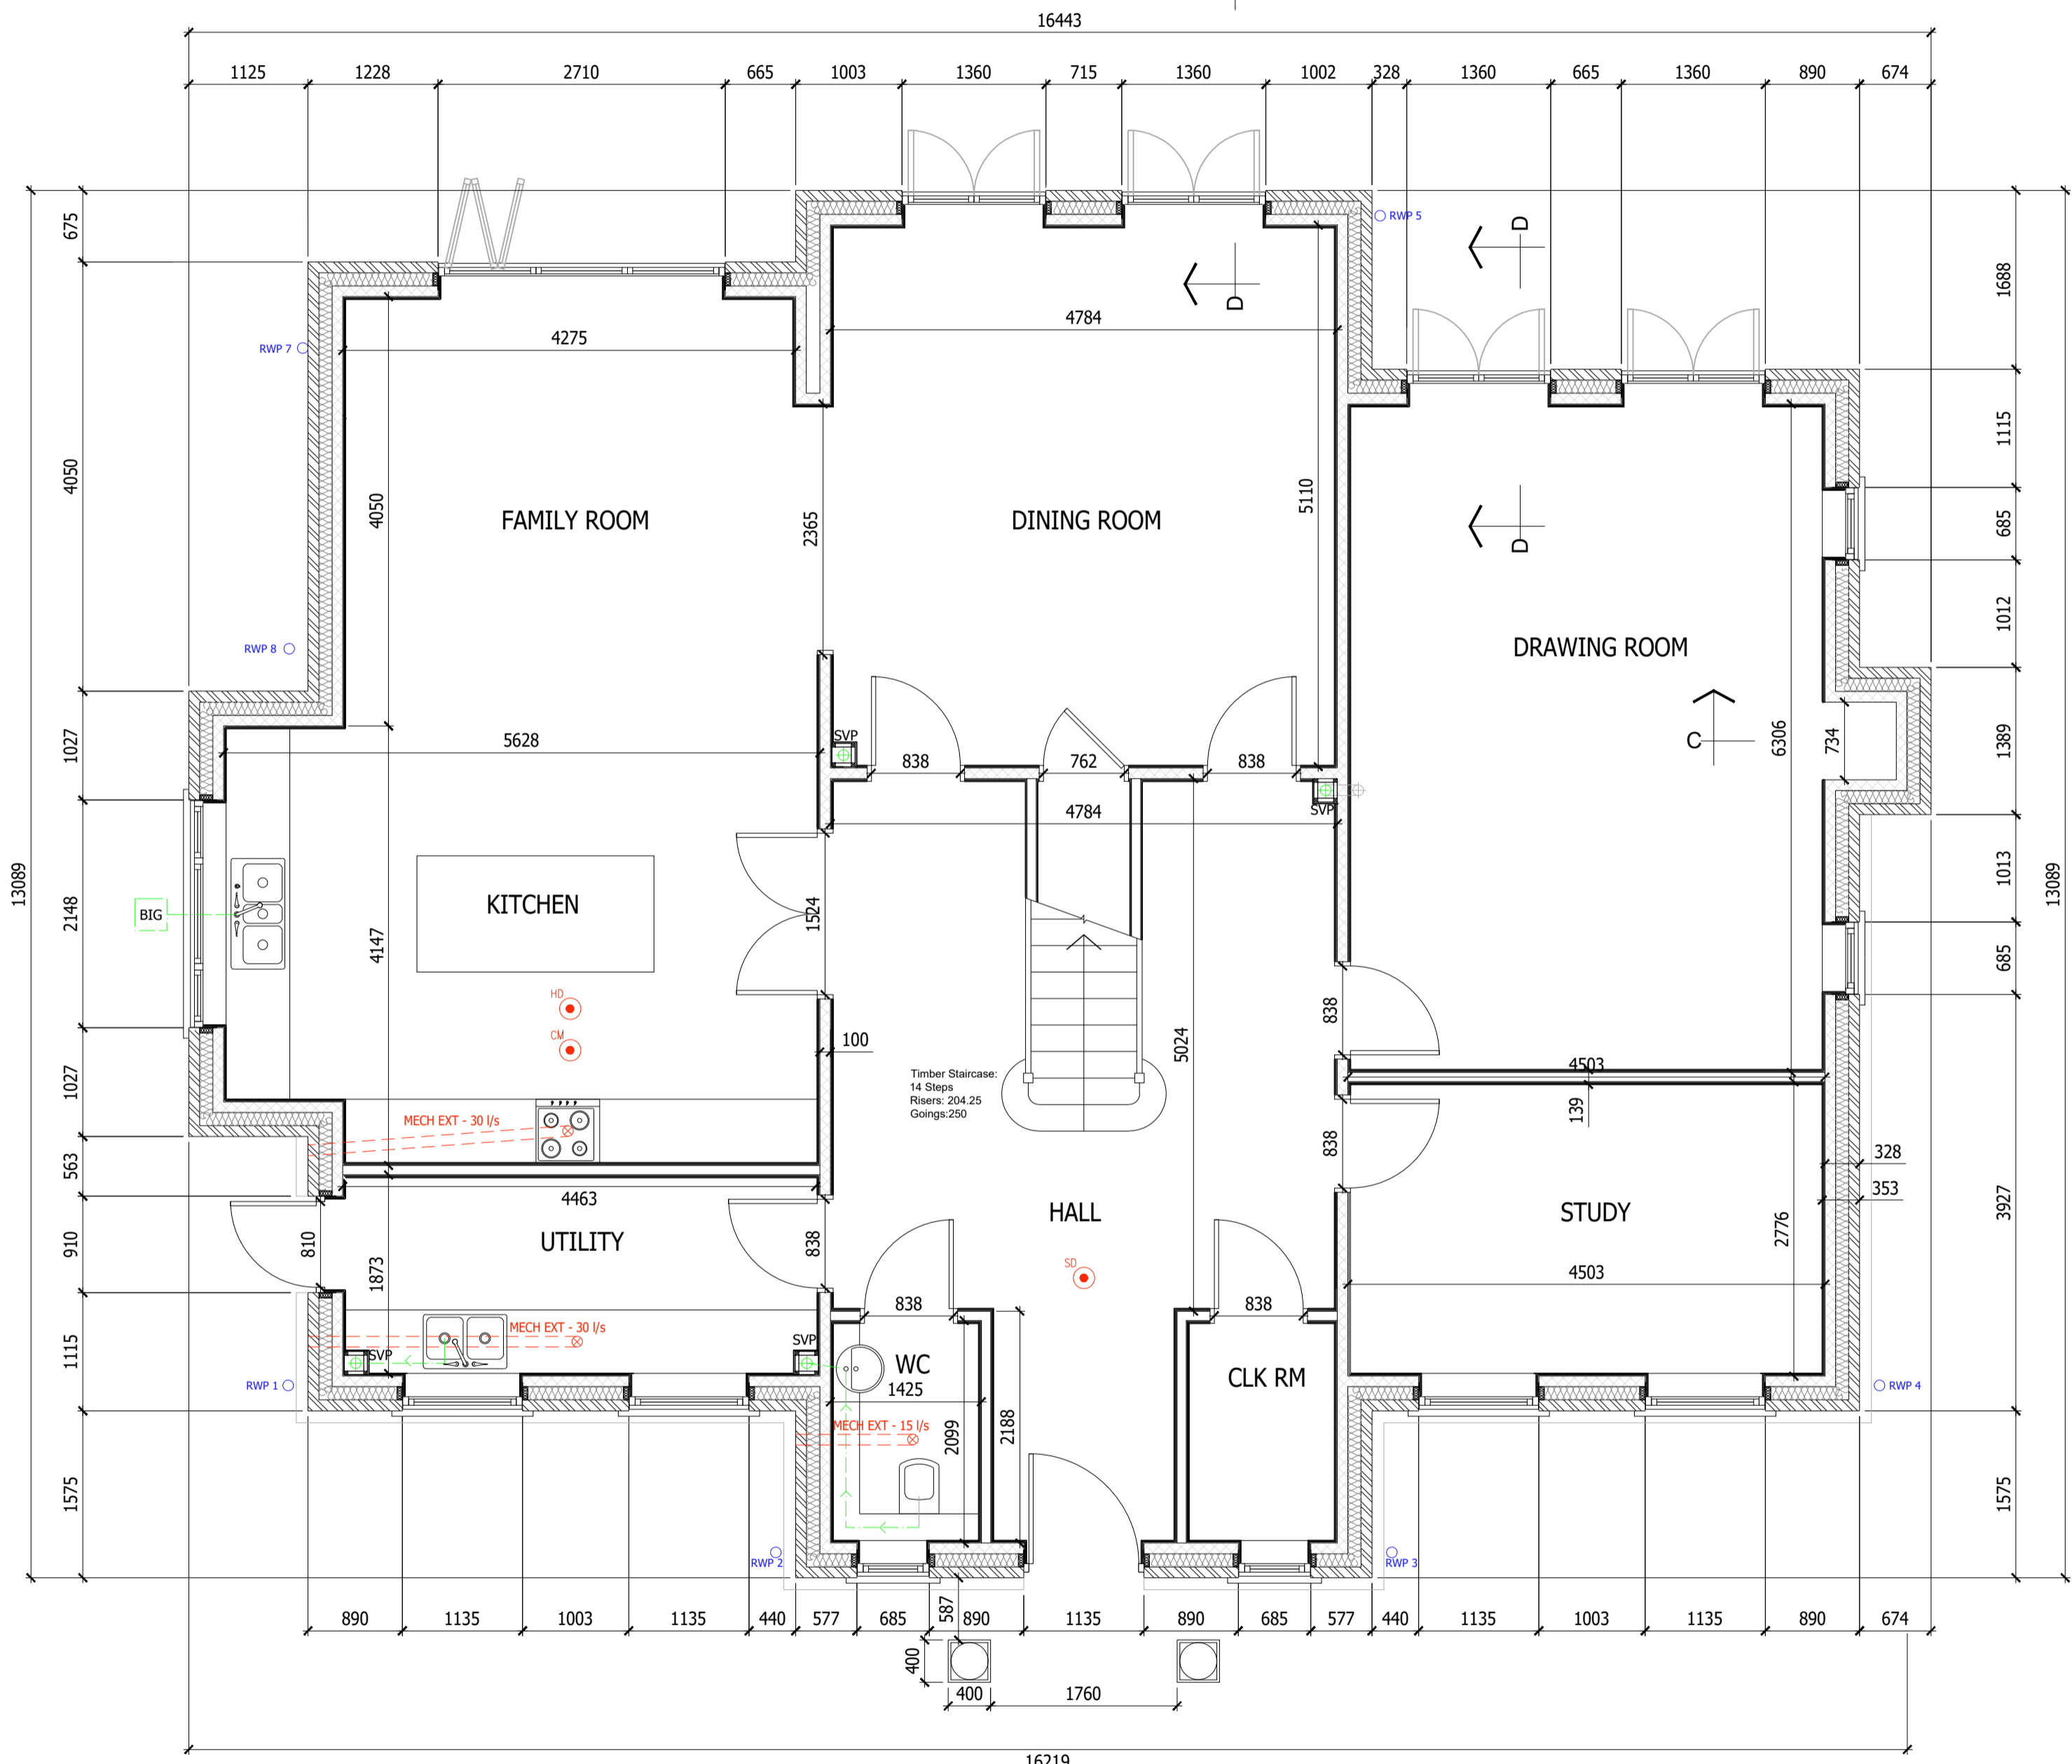 16443
1125 1228 2710 665 1003 1360 715 1360 1002 328 1360 665 1360 890 674
675
4050
1027
2148
1027
563
910
1115
1575
13089
RWP 7
RWP 8
BIG
RWP 1
RWP 2
4275
4050
FAMILY ROOM
2365
5628
KITCHEN
4147
1524
HD
CM
100
MECH EXT - 30 l/s
4463
UTILITY
810
838
1873
MECH EXT - 30 l/s
SVP
SVP
4784
D
DINING ROOM
5110
SVP
838 762 838
4784
SVP
5024
Timber Staircase:
14 Steps
Risers: 204.25
Goings:250
HALL
SD
838
838
WC
1425
MECH EXT - 15 l/s
2099
2188
CLK RM
RWP 5
D
D
DRAWING ROOM
C
6306
734
838
838
4503
139
STUDY
2776
4503
328
353
RWP 4
RWP 3
1688
1115
685
1012
1389
1013
685
3927
1575
13089
890 1135 1003 1135 440 577 685 890 1135 890 685 577 440 1135 1003 1135 890 674
587
400
400 1760
16219